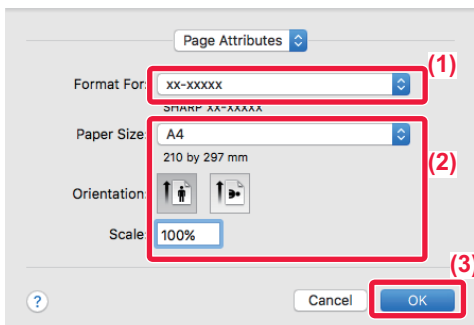 Page Attributes
(1)
Format For: xx-xxxxx
SHARP xx-xxxxx
Paper Size: A4
210 by 297 mm
(2)
Orientation:
Scale: 100%
(3)
? Cancel OK